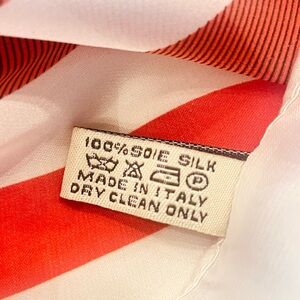 100% SOIE SILK
P
MADE IN ITALY
DRY CLEAN ONLY